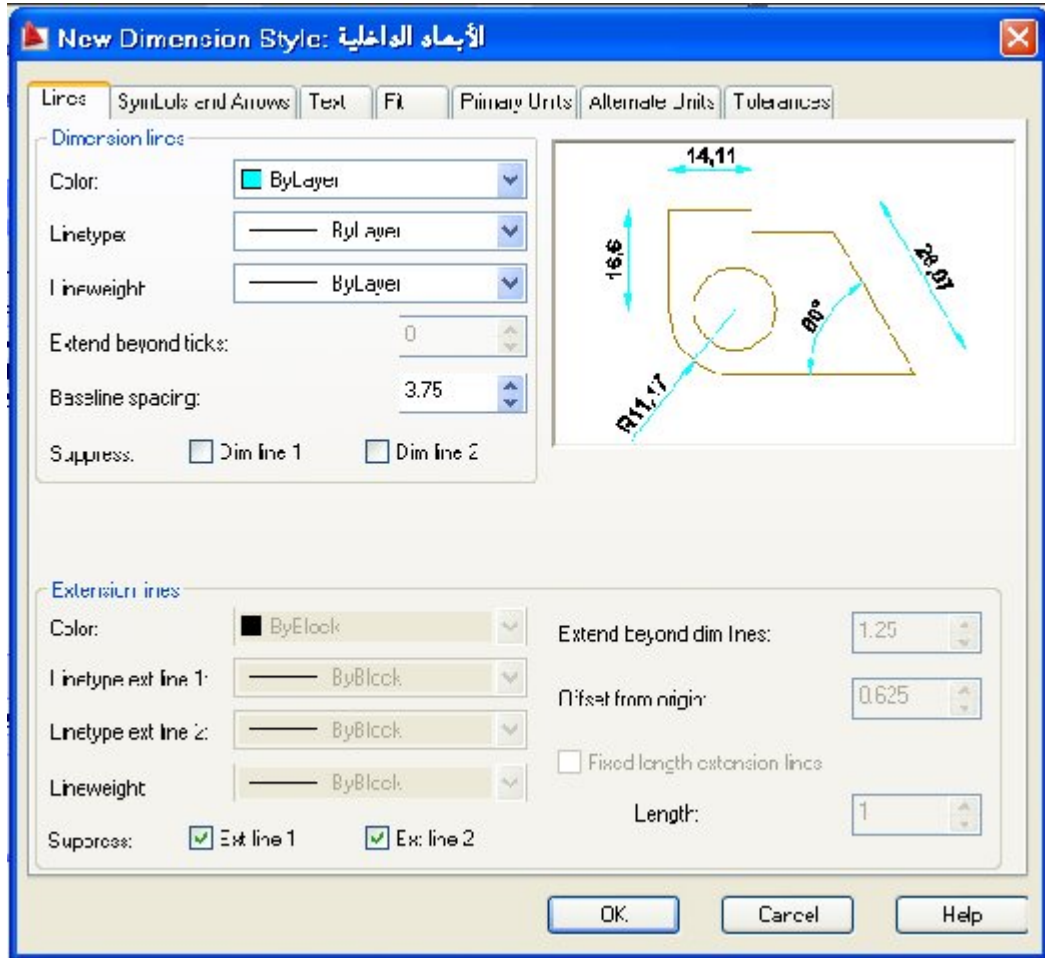 New Dimension Style: الأبعاد الداخلية
Lines
Symbols and Arrows
Text
Fit
Primary Units
Alternate Units
Tolerances
Dimension lines
Color:
ByLayer
Linetype:
ByLayer
Lineweight:
ByLayer
Extend beyond ticks:
0
Baseline spacing:
3.75
Suppress:
Dim line 1
Dim line 2
14,11
16,6
28,07
60°
R11,17
Extension lines
Color:
ByBlock
Linetype ext line 1:
ByBlock
Linetype ext line 2:
ByBlock
Lineweight:
ByBlock
Suppress:
Ext line 1
Ext line 2
Extend beyond dim lines:
1.25
Offset from origin:
0.625
Fixed length extension lines
Length:
1
OK
Cancel
Help